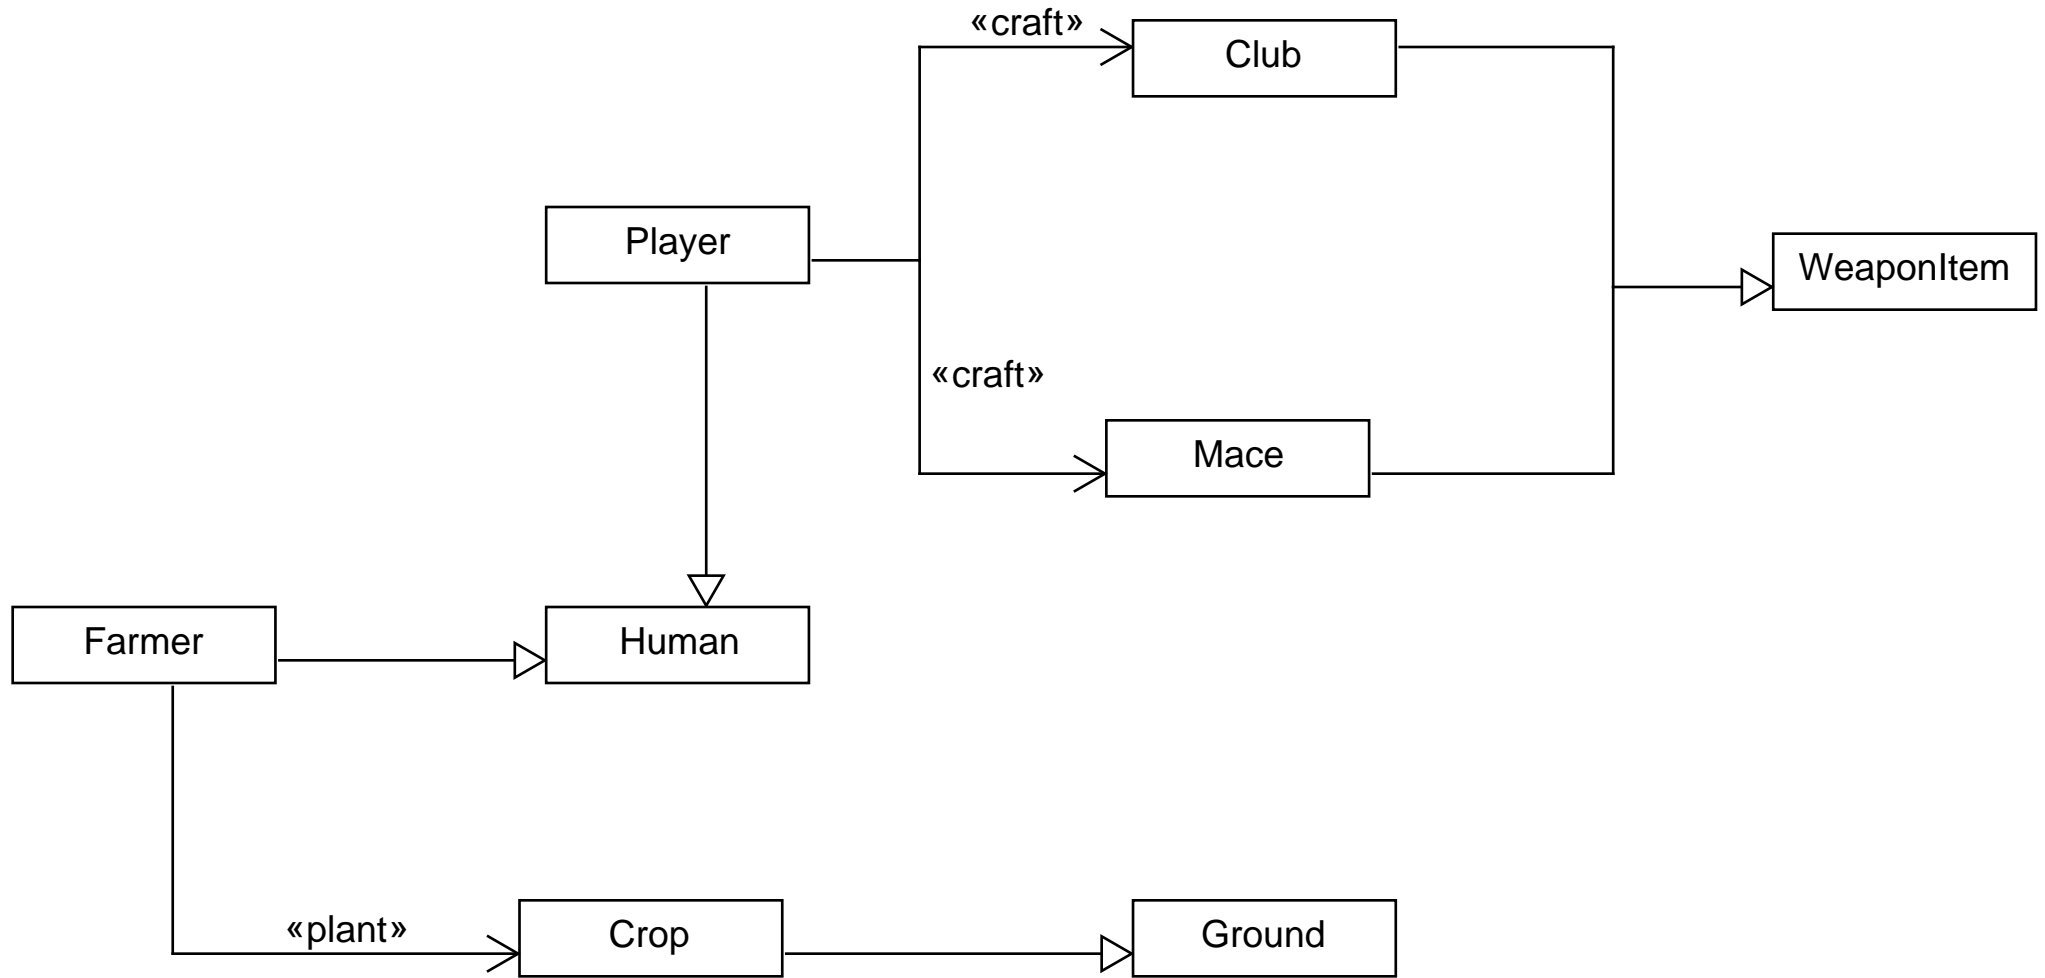 «craft»
Club
Player
WeaponItem
«craft»
Mace
Farmer
Human
«plant»
Crop
Ground